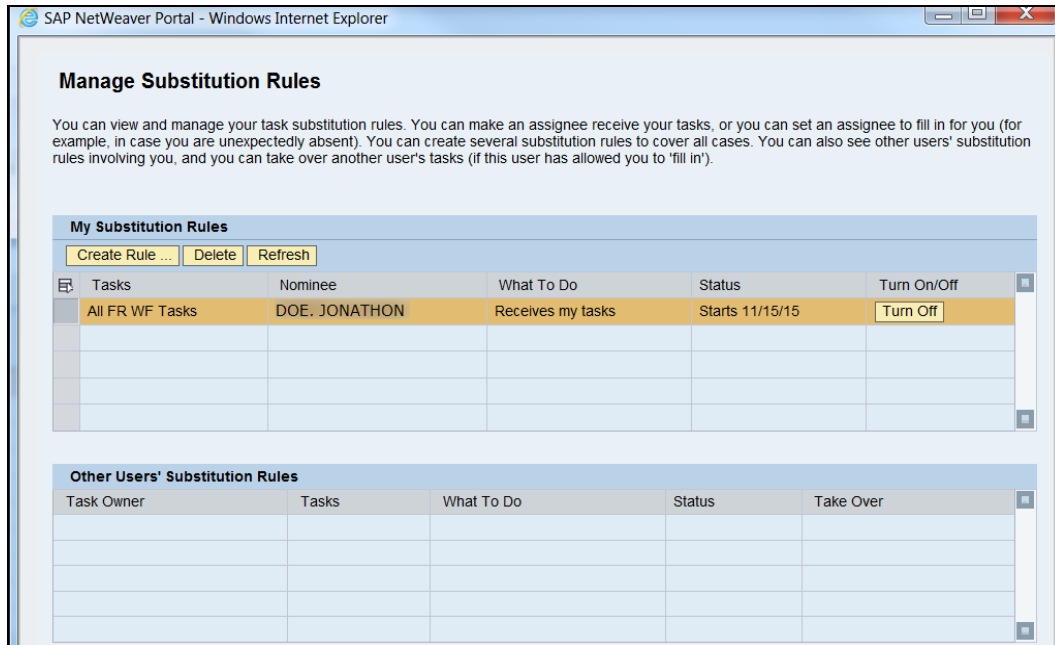 SAP NetWeaver Portal - Windows Internet Explorer
X
Manage Substitution Rules
You can view and manage your task substitution rules. You can make an assignee receive your tasks, or you can set an assignee to fill in for you (for
example, in case you are unexpectedly absent). You can create several substitution rules to cover all cases. You can also see other users' substitution
rules involving you, and you can take over another user's tasks (if this user has allowed you to 'fill in').
My Substitution Rules
Create Rule ... Delete Refresh
Tasks Nominee What To Do Status Turn On/Off
All FR WF Tasks DOE. JONATHON Receives my tasks Starts 11/15/15 Turn Off
Other Users' Substitution Rules
Task Owner Tasks What To Do Status Take Over